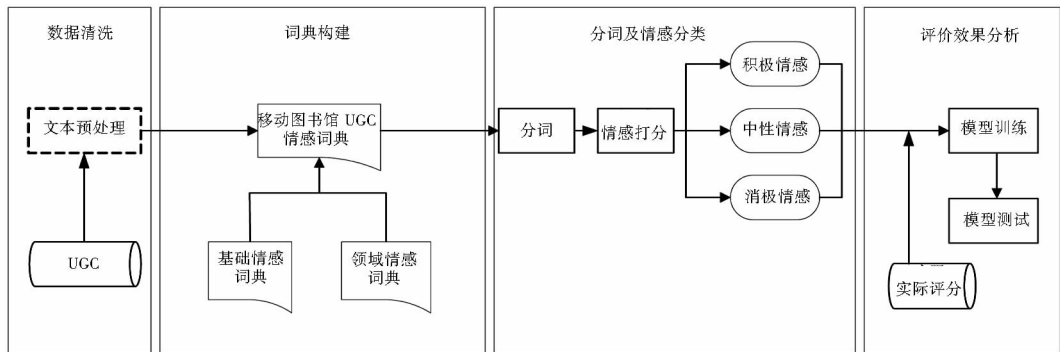 数据清洗
文本预处理
UGC
词典构建
移动图书馆 UGC
情感词典
基础情感
词典
领域情感
词典
分词及情感分类
分词
情感打分
积极情感
中性情感
消极情感
评价效果分析
模型训练
模型测试
实际评分